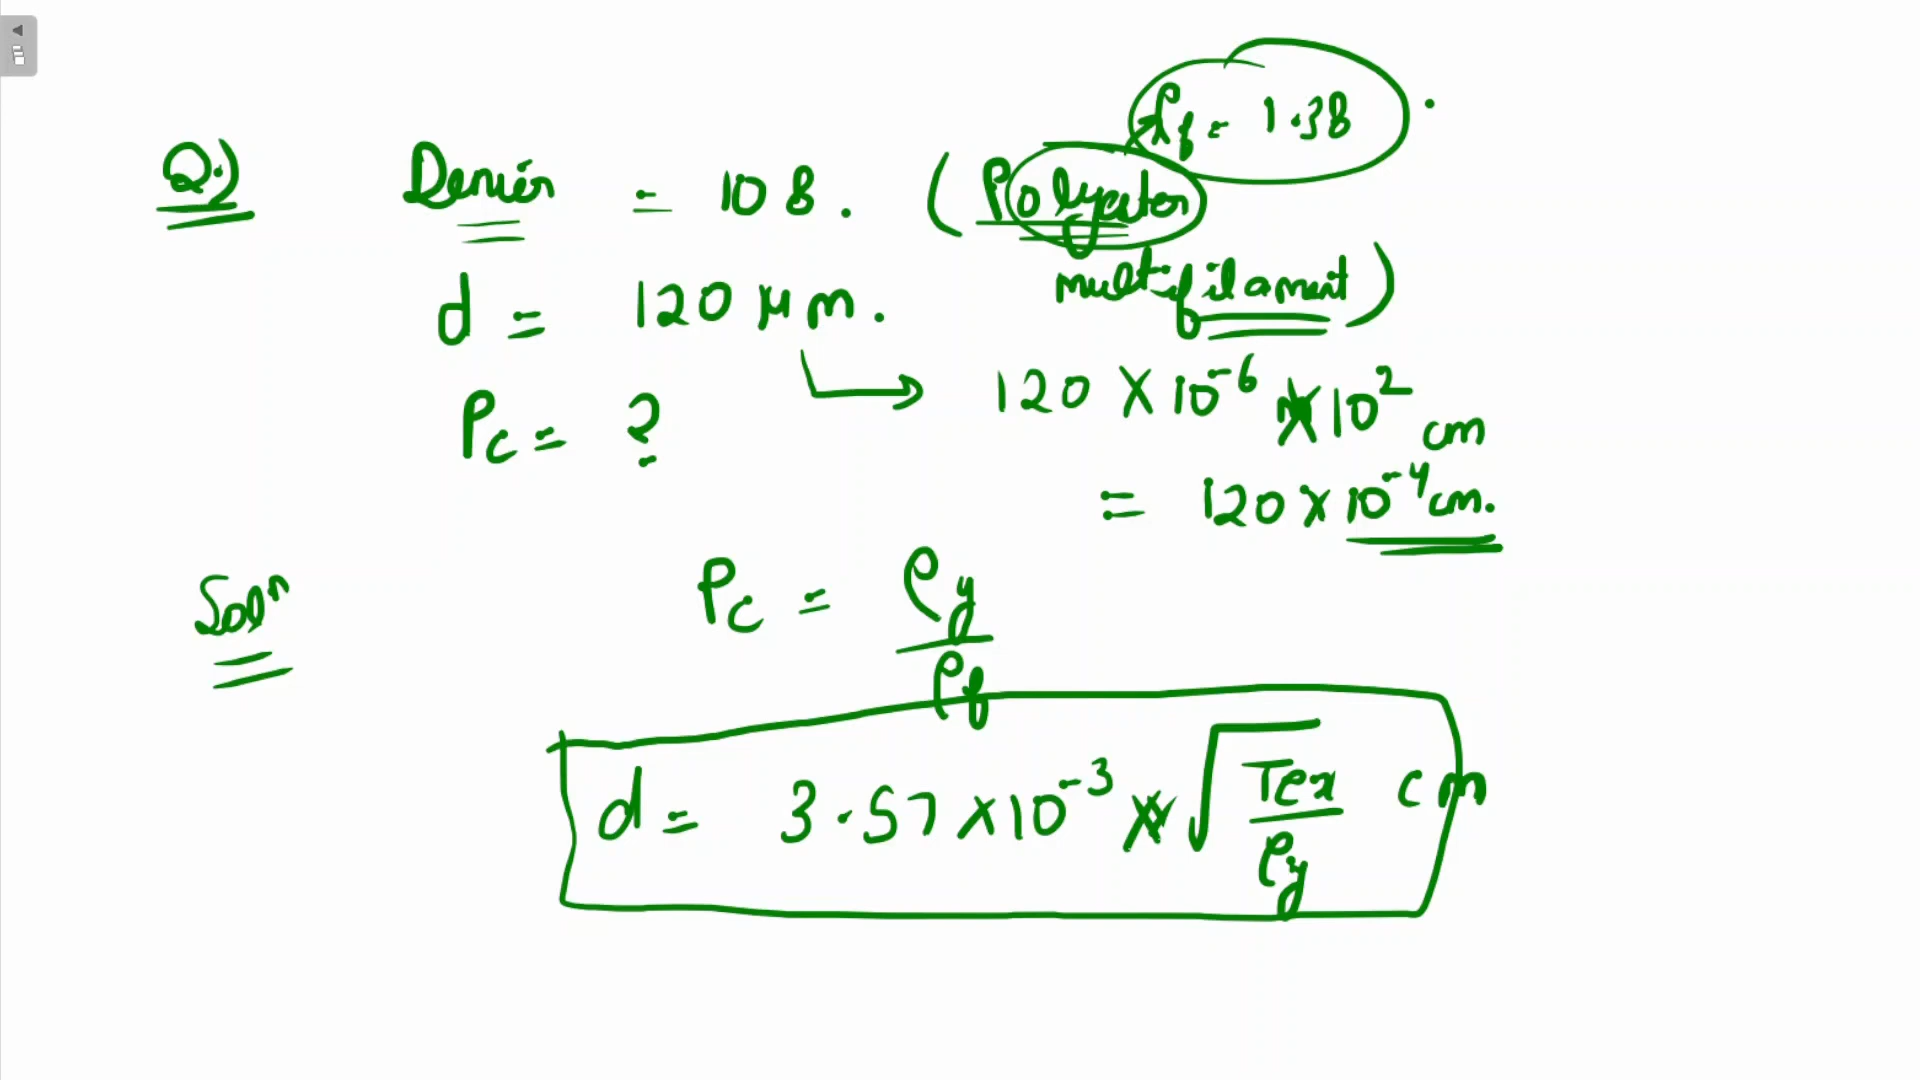 ρf = 1.38
Q.) Denier = 108. (Polyester
multifilament)
d = 120 μm.
→ 120 × 10⁻⁶ × 10² cm
Pc = ?
= 120 × 10⁻⁴ cm.
Solⁿ Pc = ρy / ρf
d = 3.57 × 10⁻³ × √(Tex / ρy) cm